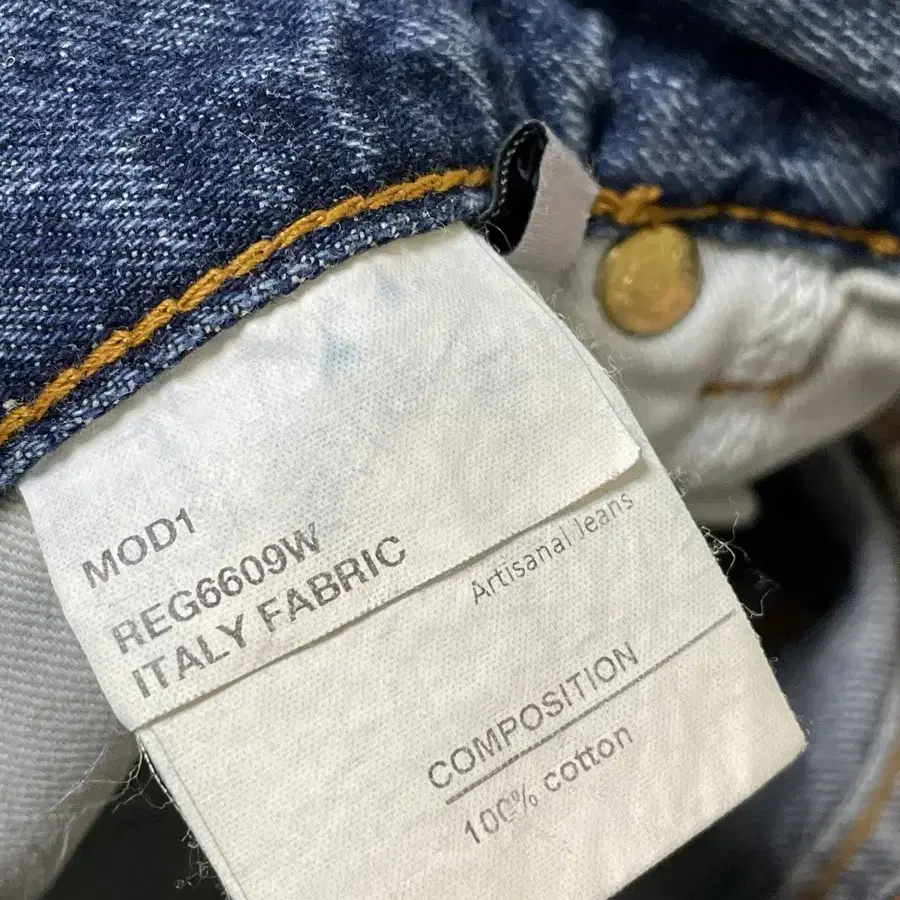 MOD1
REG6609W
ITALY FABRIC
Artisanal Jeans
COMPOSITION
100% cotton